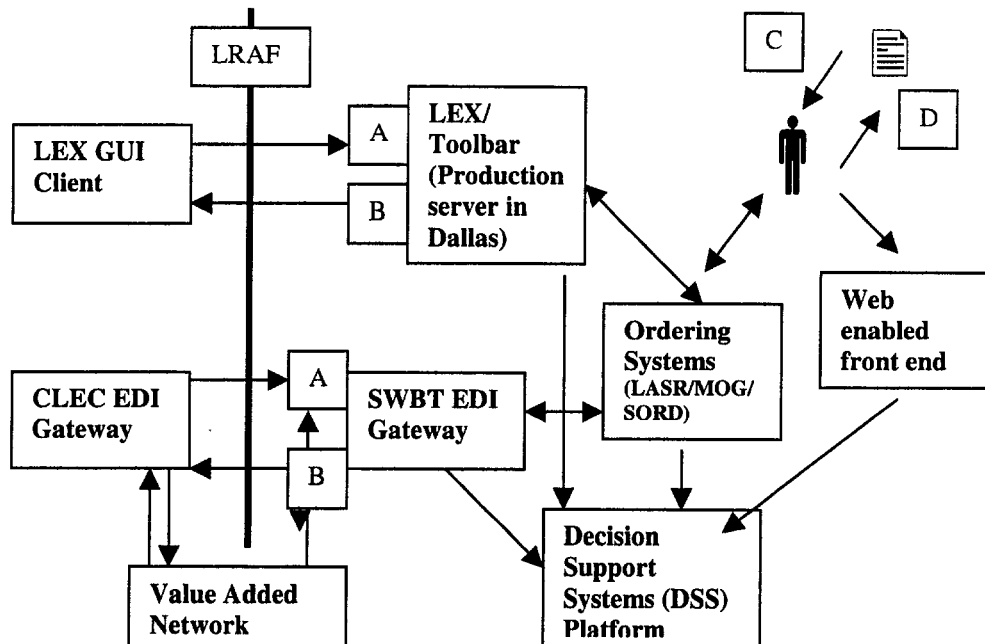 LRAF
C
D
LEX GUI
Client
A
B
LEX/
Toolbar
(Production
server in
Dallas)
Ordering
Systems
(LASR/MOG/
SORD)
Web
enabled
front end
CLEC EDI
Gateway
A
B
SWBT EDI
Gateway
Value Added
Network
Decision
Support
Systems (DSS)
Platform